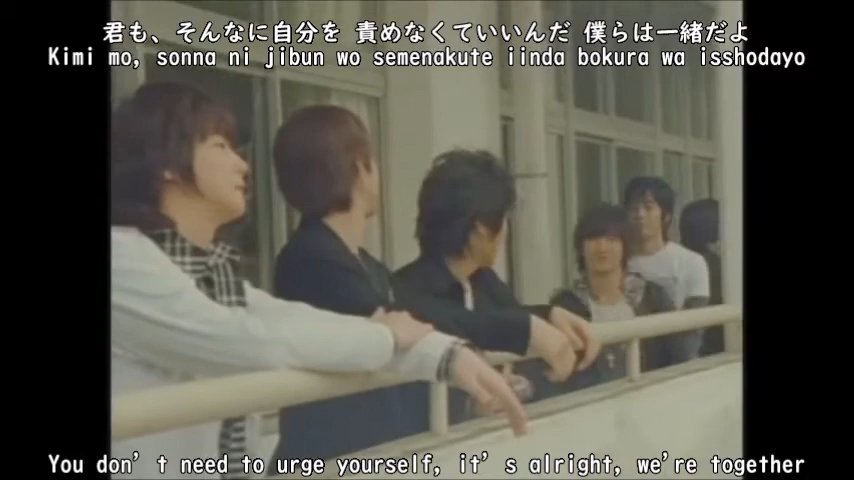 君も、そんなに自分を 責めなくていいんだ 僕らは一緒だよ
Kimi mo, sonna ni jibun wo semenakute iinda bokura wa isshodayo
You don't need to urge yourself, it's alright, we're together